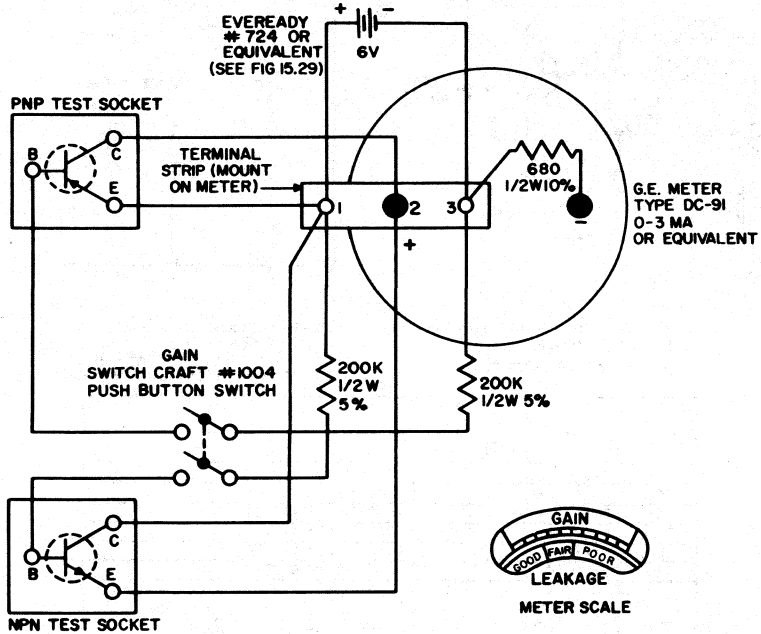 + -
EVEREADY
# 724 OR
EQUIVALENT
(SEE FIG 15.29)
6V
PNP TEST SOCKET
B
C
E
TERMINAL
STRIP (MOUNT
ON METER)
1
2
3
+
680
1/2W10%
-
G.E. METER
TYPE DC-91
0-3 MA
OR EQUIVALENT
GAIN
SWITCH CRAFT #1004
PUSH BUTTON SWITCH
200K
1/2W
5%
200K
1/2W 5%
B
C
E
NPN TEST SOCKET
GAIN
GOOD FAIR POOR
LEAKAGE
METER SCALE